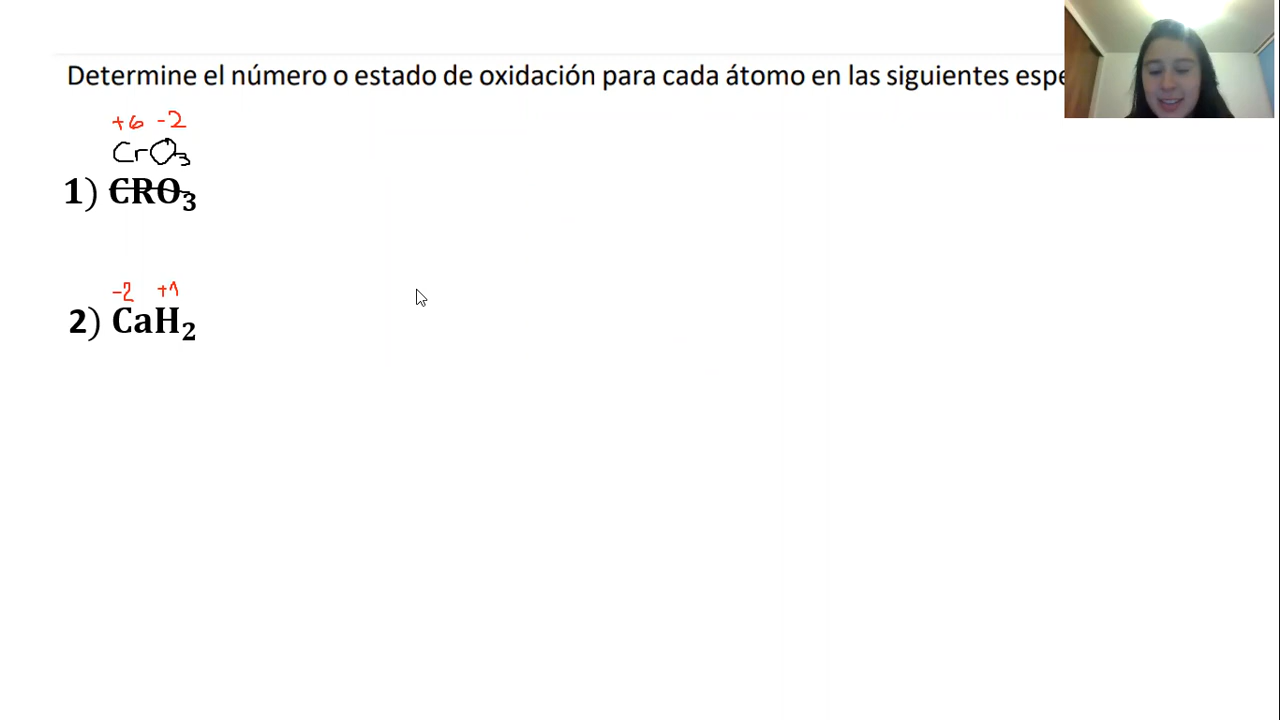 Determine el número o estado de oxidación para cada átomo en las siguientes espe
+6 -2
CrO₃
1) CRO₃
-2 +1
2) CaH₂